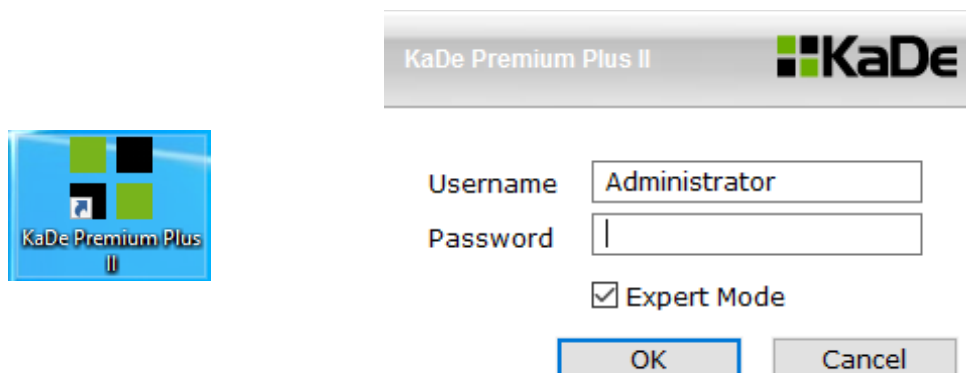 KaDe Premium Plus II
KaDe
KaDe Premium Plus
II
Username
Administrator
Password
Expert Mode
OK
Cancel